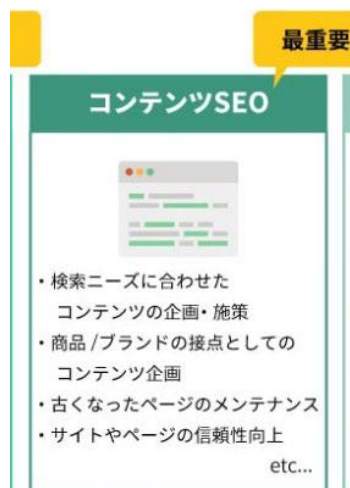 最重要
コンテンツSEO
・検索ニーズに合わせた
コンテンツの企画・施策
・商品/ブランドの接点としての
コンテンツ企画
・古くなったページのメンテナンス
・サイトやページの信頼性向上
etc...